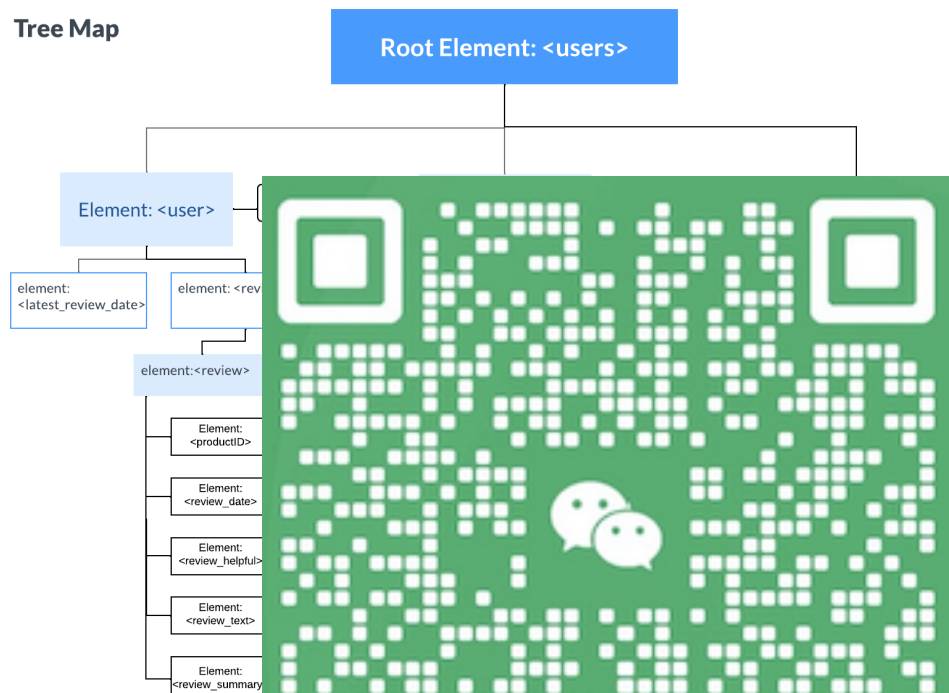 Tree Map
Root Element: <users>
Element: <user>
element:
<latest_review_date>
element: <rev
element:<review>
Element:
<productID>
Element:
<review_date>
Element:
<review_helpful>
Element:
<review_text>
Element:
<review_summary